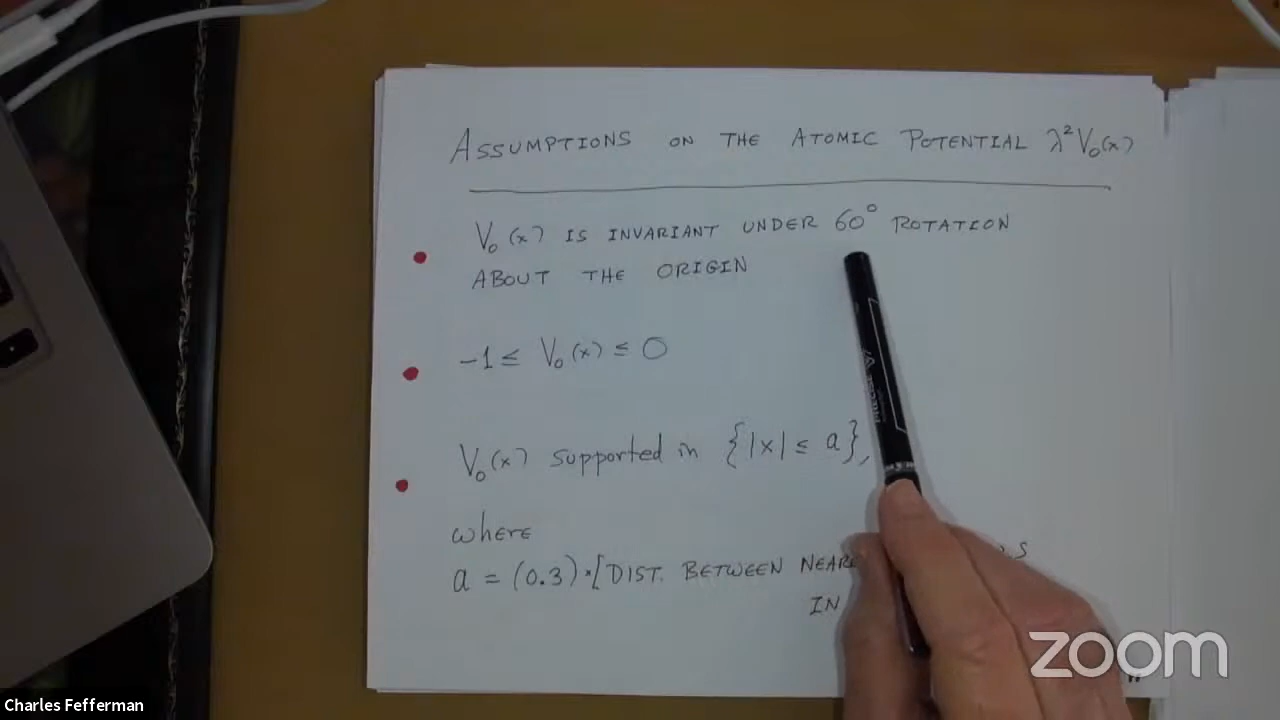 ASSUMPTIONS ON THE ATOMIC POTENTIAL λ²V₀(x)
V₀(x) IS INVARIANT UNDER 60° ROTATION
ABOUT THE ORIGIN
-1 ≤ V₀(x) ≤ 0
V₀(x) supported in {|x| ≤ a},
where
a = (0.3)·[DIST. BETWEEN
IN
zoom
Charles Fefferman